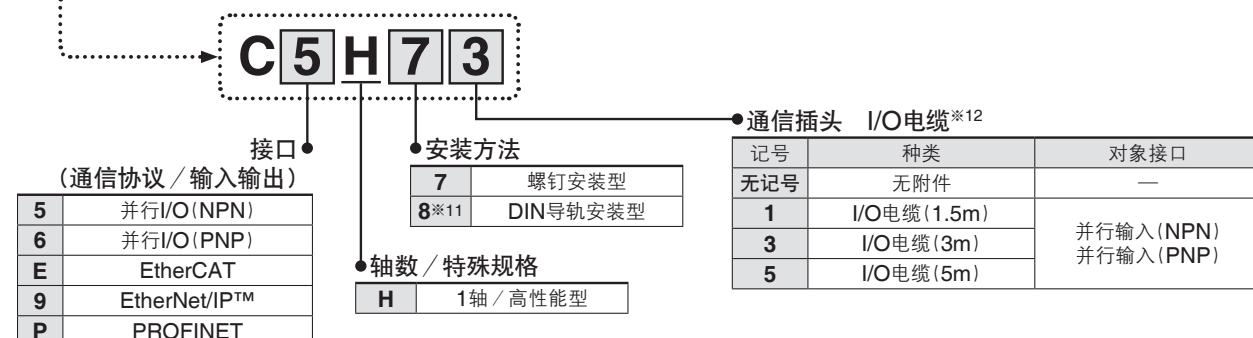 C5H73
接口
（通信协议／输入输出）
5 并行I/O（NPN）
6 并行I/O（PNP）
E EtherCAT
9 EtherNet/IP™
P PROFINET
轴数／特殊规格
H 1轴／高性能型
安装方法
7 螺钉安装型
8※11 DIN导轨安装型
通信插头 I/O电缆※12
记号 种类 对象接口
无记号 无附件 —
1 I/O电缆（1.5m）
3 I/O电缆（3m）
5 I/O电缆（5m）
并行输入（NPN）
并行输入（PNP）